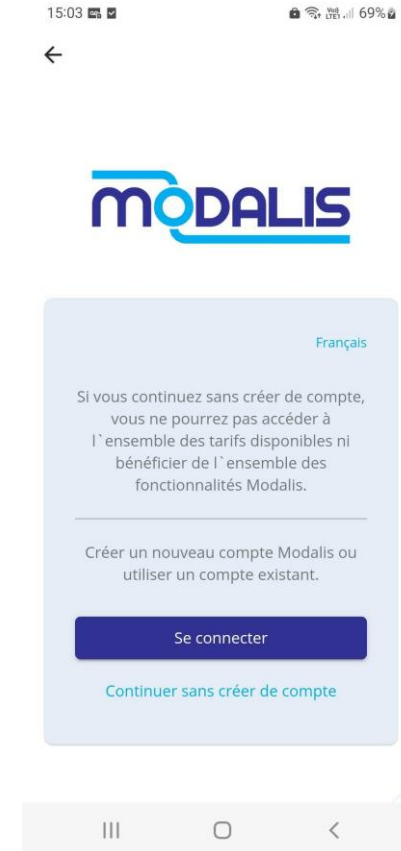 15:03
69%
MODALIS
Français
Si vous continuez sans créer de compte,
vous ne pourrez pas accéder à
l`ensemble des tarifs disponibles ni
bénéficier de l`ensemble des
fonctionnalités Modalis.
Créer un nouveau compte Modalis ou
utiliser un compte existant.
Se connecter
Continuer sans créer de compte